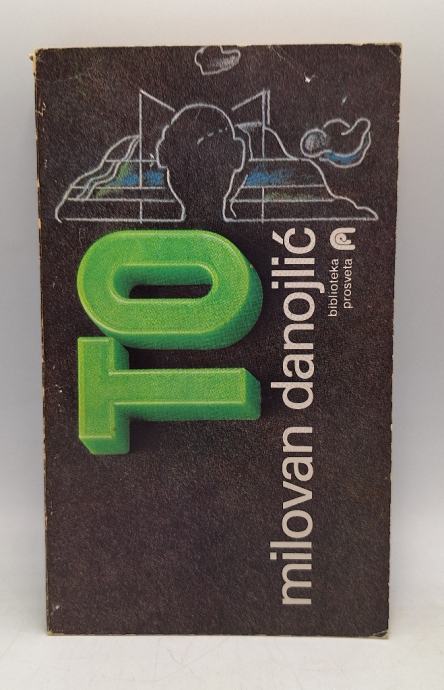 TO
milovan danojlić
biblioteka
prosveta